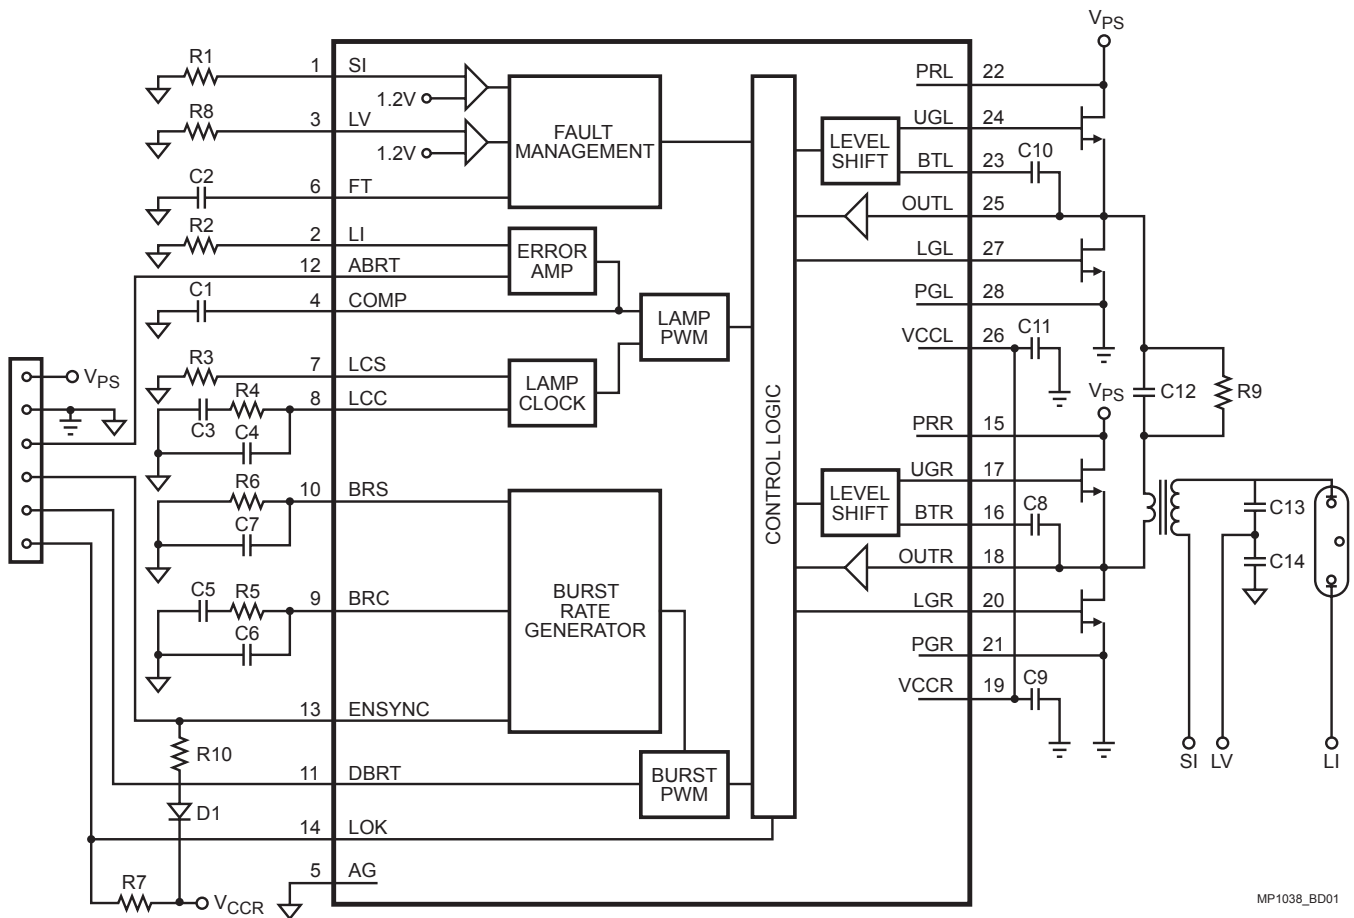 R1
1 SI
1.2V
R8
3 LV
1.2V
C2
6 FT
R2
2 LI
12 ABRT
C1
4 COMP
R3
7 LCS
R4
8 LCC
C3
C4
R6
10 BRS
C7
C5
R5
9 BRC
C6
13 ENSYNC
R10
11 DBRT
D1
14 LOK
5 AG
R7
VCCR
VPS
FAULT
MANAGEMENT
ERROR
AMP
LAMP
PWM
LAMP
CLOCK
BURST
RATE
GENERATOR
BURST
PWM
CONTROL LOGIC
LEVEL
SHIFT
LEVEL
SHIFT
VPS
PRL 22
UGL 24
BTL 23
C10
OUTL 25
LGL 27
PGL 28
VCCL 26
C11
VPS
PRR 15
UGR 17
BTR 16
C8
OUTR 18
LGR 20
PGR 21
VCCR 19
C9
C12
R9
C13
C14
SI
LV
LI
MP1038_BD01